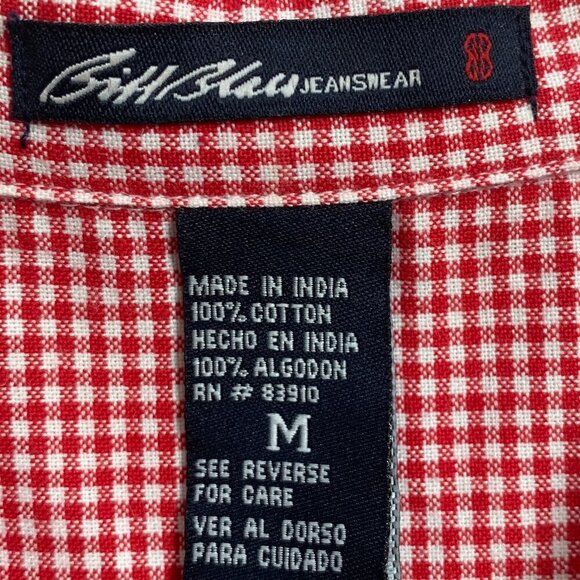 Bill Blass JEANSWEAR
MADE IN INDIA
100% COTTON
HECHO EN INDIA
100% ALGODON
RN # 83910
M
SEE REVERSE
FOR CARE
VER AL DORSO
PARA CUIDADO